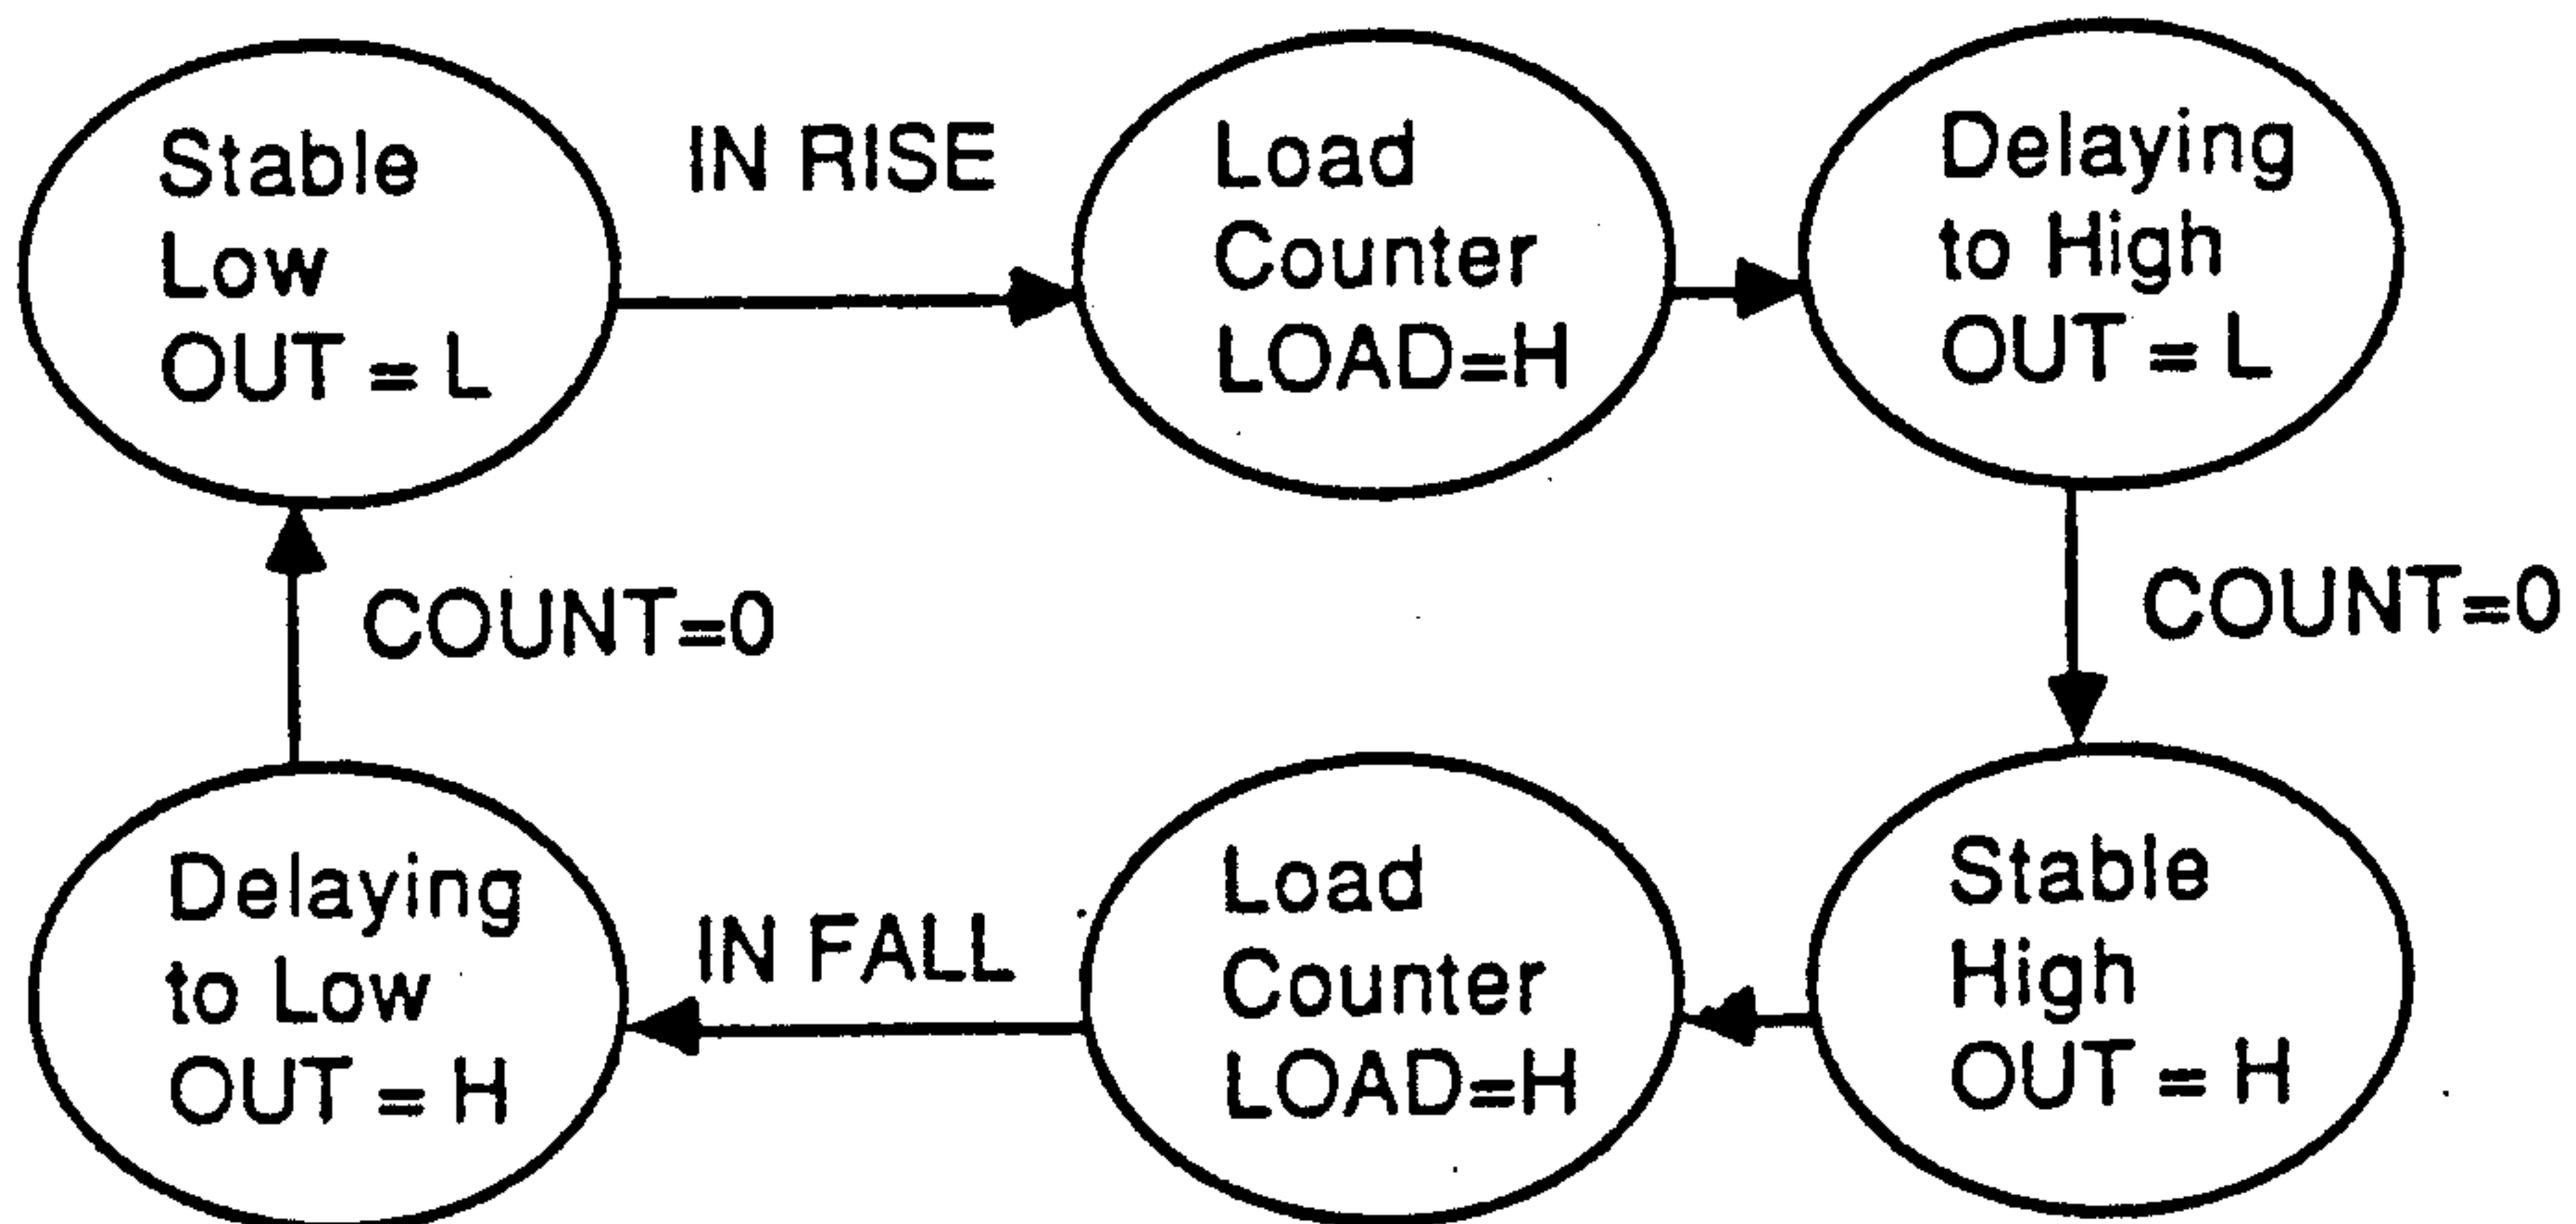 Stable
Low
OUT = L
IN RISE
Load
Counter
LOAD=H
Delaying
to High
OUT = L
COUNT=0
COUNT=0
Delaying
to Low
OUT = H
IN FALL
Load
Counter
LOAD=H
Stable
High
OUT = H